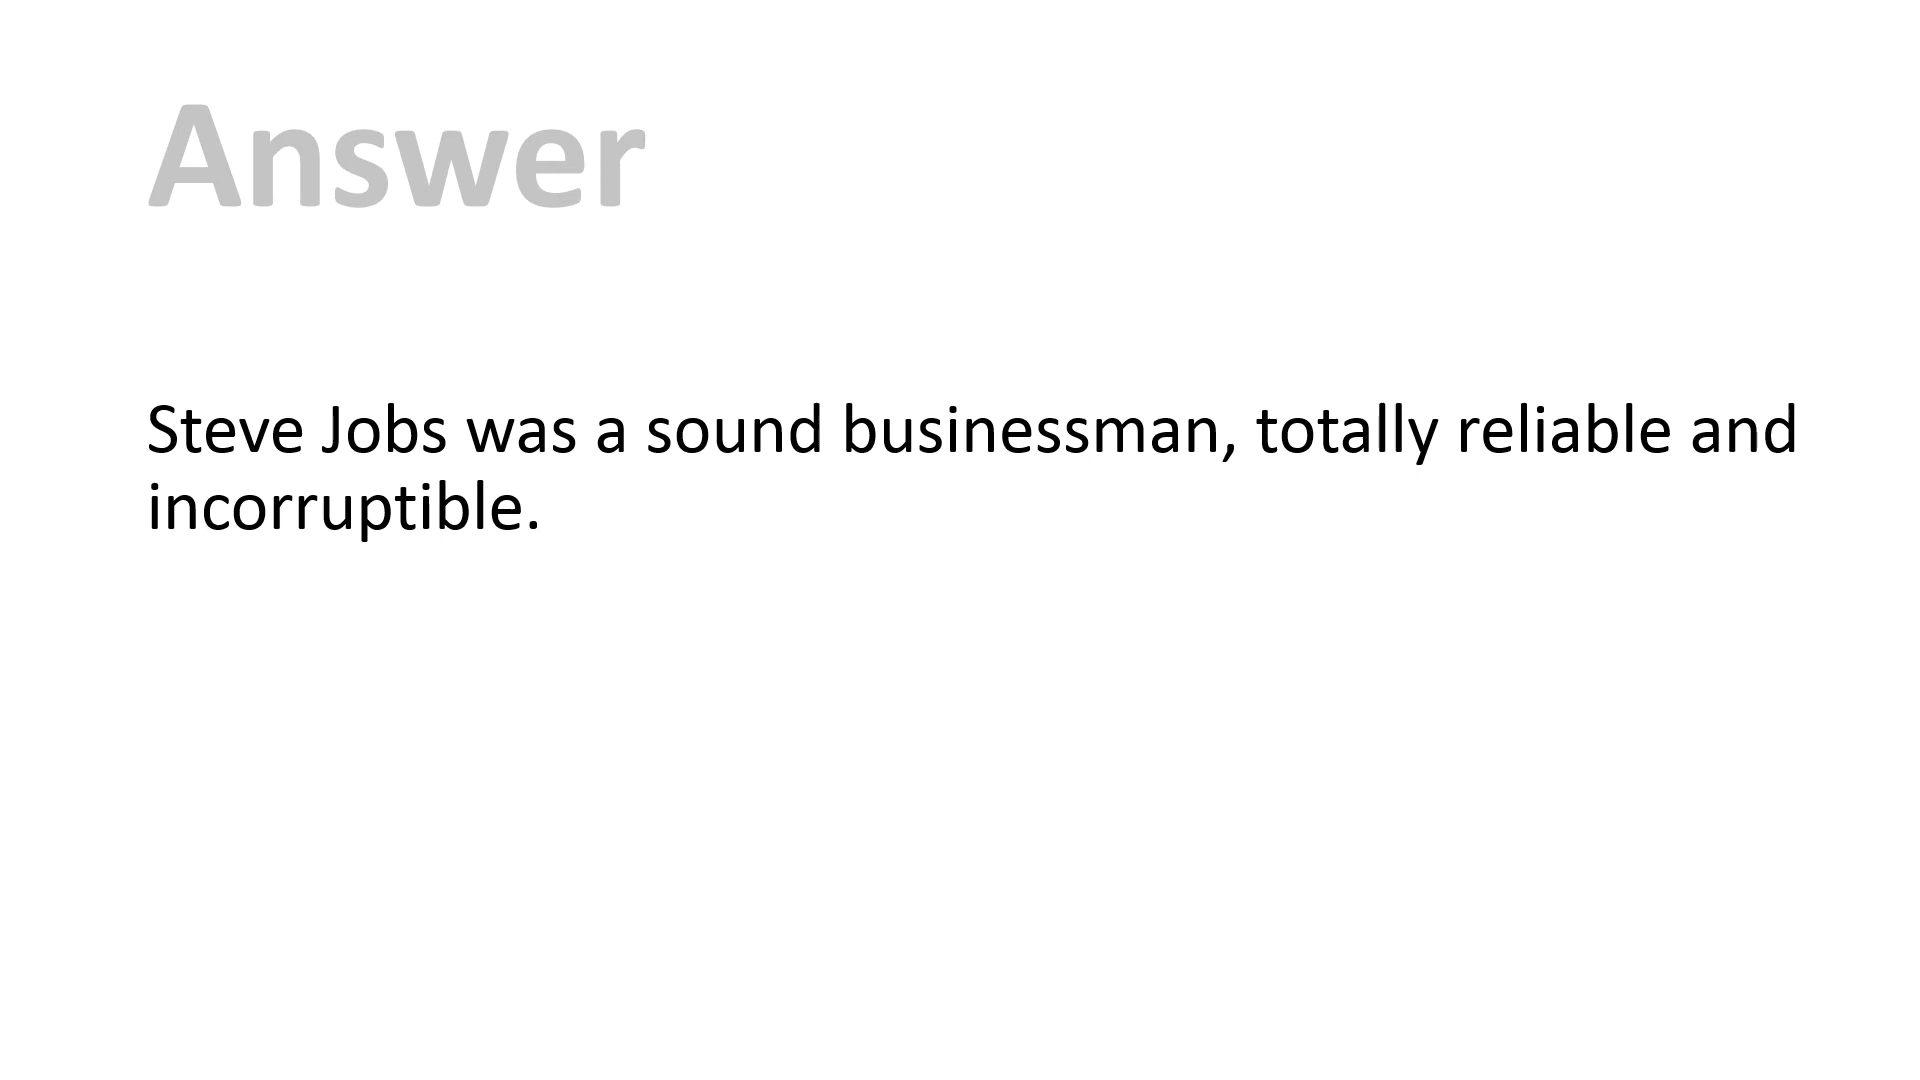 Answer
Steve Jobs was a sound businessman, totally reliable and
incorruptible.